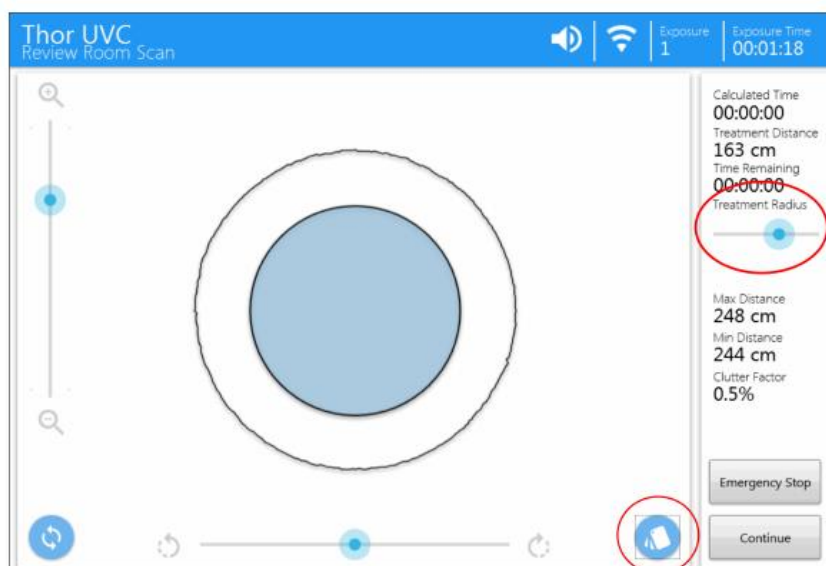 Thor UVC
Review Room Scan
Exposure
1
Exposure Time
00:01:18
Calculated Time
00:00:00
Treatment Distance
163 cm
Time Remaining
00:00:00
Treatment Radius
Max Distance
248 cm
Min Distance
244 cm
Clutter Factor
0.5%
Emergency Stop
Continue